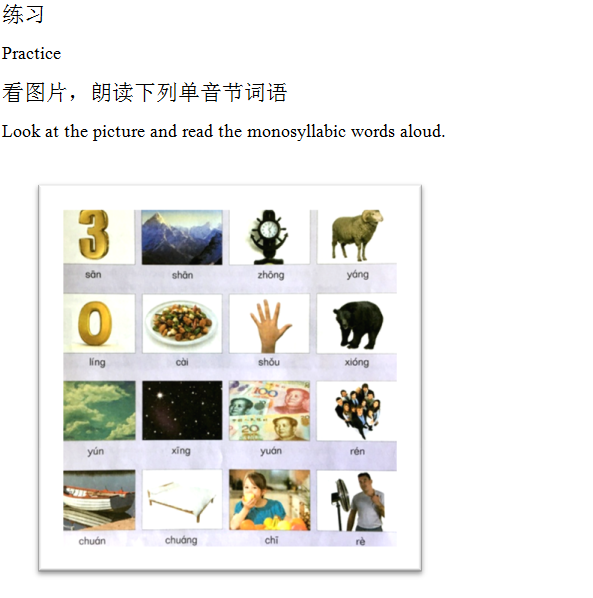 练习
Practice
看图片，朗读下列单音节词语
Look at the picture and read the monosyllabic words aloud.
3
sān shān zhōng yáng
0
líng cài shǒu xióng
20
yún xīng yuán rén
chuán chuáng chī rè